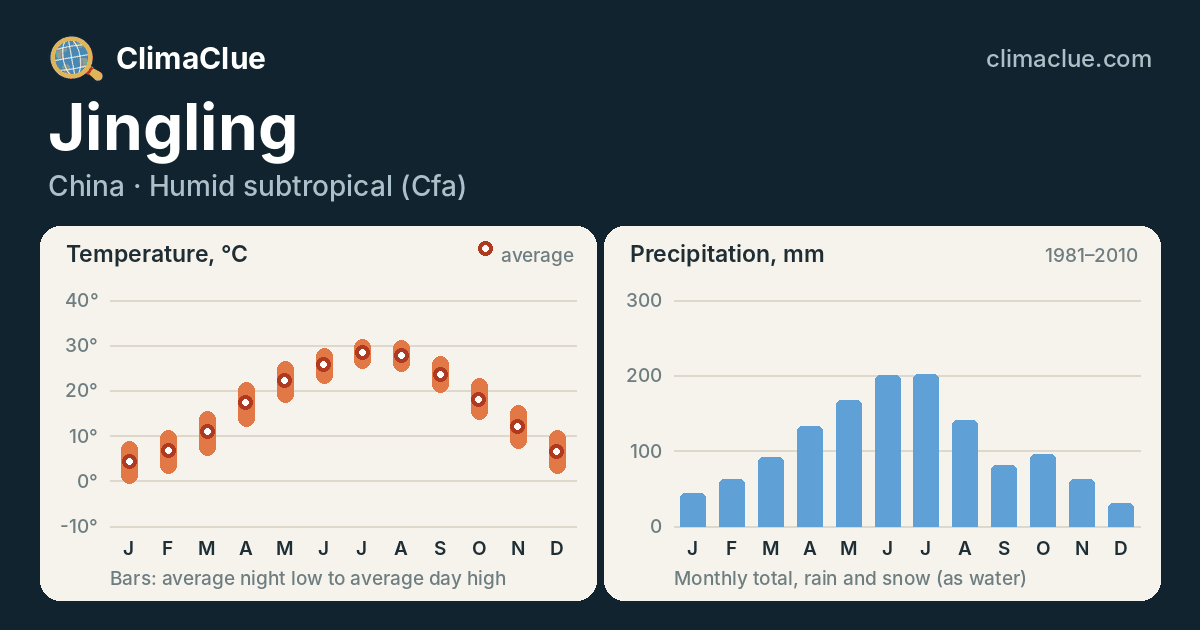 ClimaClue
climaclue.com
Jingling
China · Humid subtropical (Cfa)
Temperature, °C
average
40°
30°
20°
10°
0°
-10°
J F M A M J J A S O N D
Bars: average night low to average day high
Precipitation, mm
1981–2010
300
200
100
0
J F M A M J J A S O N D
Monthly total, rain and snow (as water)